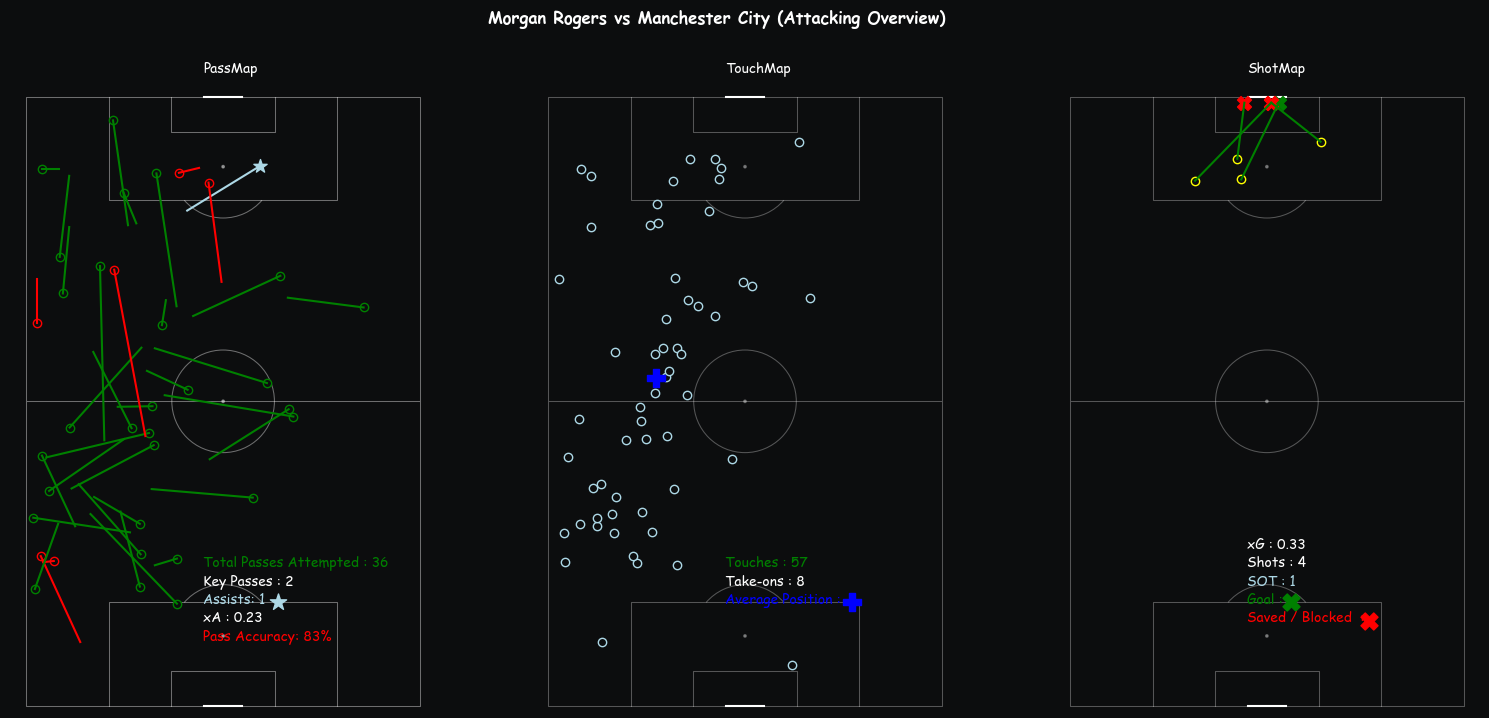 Morgan Rogers vs Manchester City (Attacking Overview)
PassMap
Total Passes Attempted : 36
Key Passes : 2
Assists: 1
xA : 0.23
Pass Accuracy: 83%
TouchMap
Touches : 57
Take-ons : 8
Average Position
ShotMap
xG : 0.33
Shots : 4
SOT : 1
Goal :
Saved / Blocked